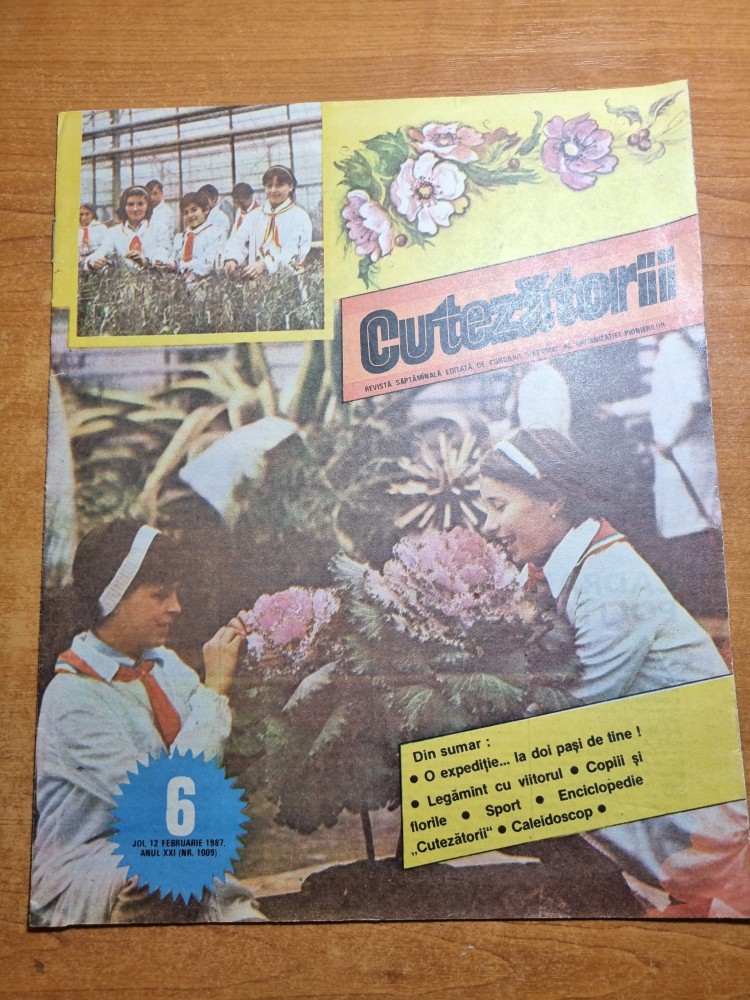 Cutezătorii
REVISTĂ SĂPTĂMÎNALĂ EDITATĂ DE CONSILIUL NAȚIONAL AL ORGANIZAȚIEI PIONIERILOR
Din sumar :
• O expediție... la doi pași de tine !
• Legămînt cu viitorul • Copiii și
florile • Sport • Enciclopedie
„Cutezătorii“ • Caleidoscop •
6
JOI, 12 FEBRUARIE 1987.
ANUL XXI (NR. 1009)